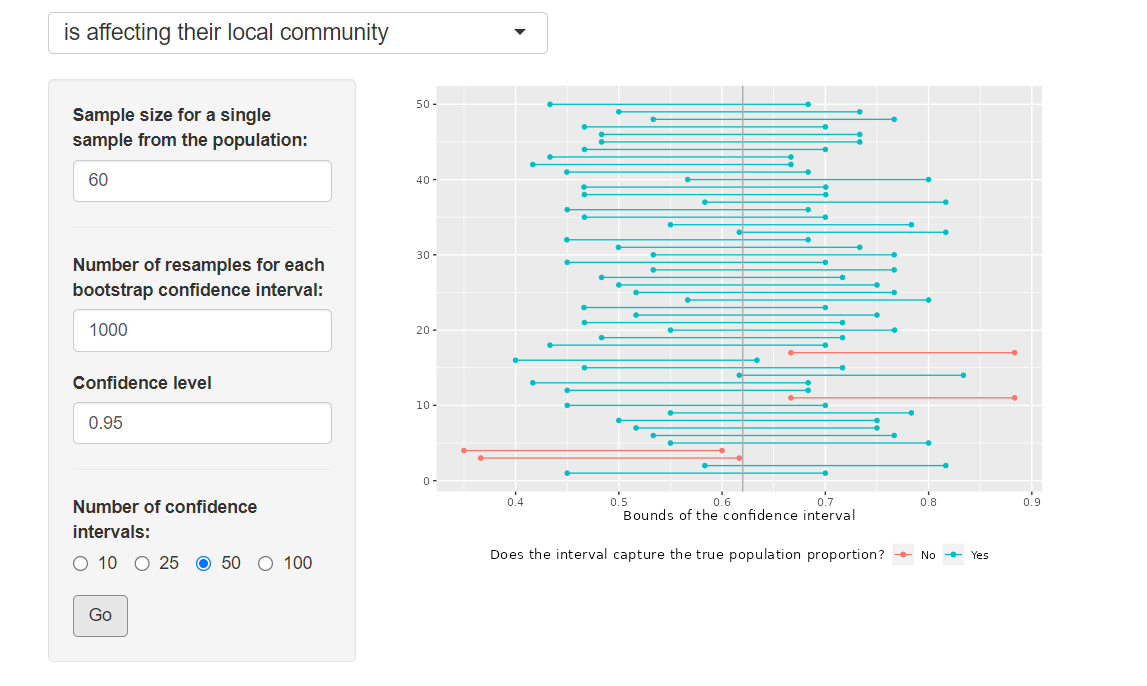 is affecting their local community
Sample size for a single
sample from the population:
60
Number of resamples for each
bootstrap confidence interval:
1000
Confidence level
0.95
Number of confidence
intervals:
10 25 50 100
Go
50
40
30
20
10
0
0.4 0.5 0.6 0.7 0.8 0.9
Bounds of the confidence interval
Does the interval capture the true population proportion? No Yes